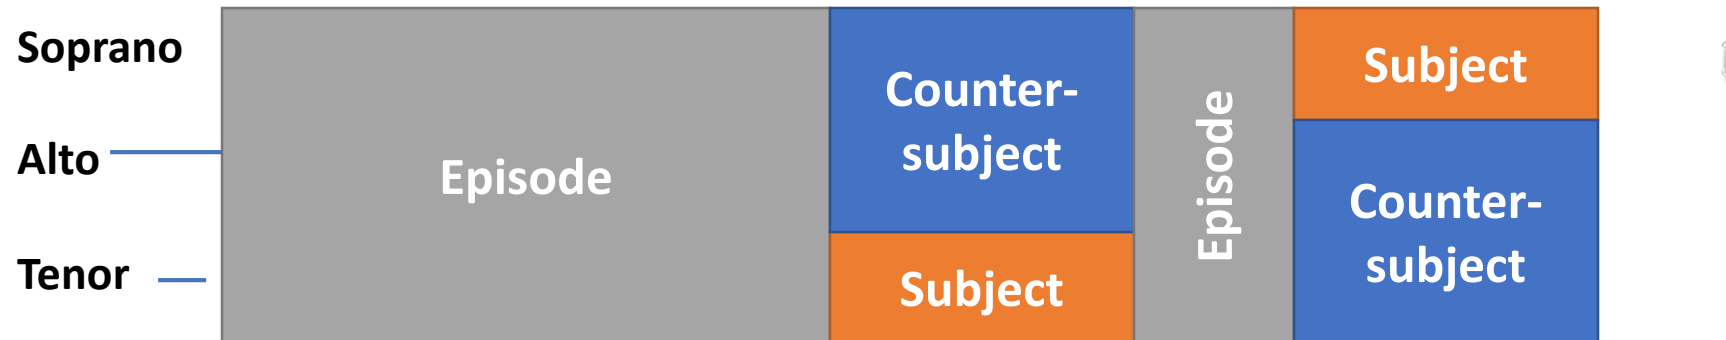 Soprano
Alto
Tenor
Episode
Counter-
subject
Subject
Episode
Subject
Counter-
subject